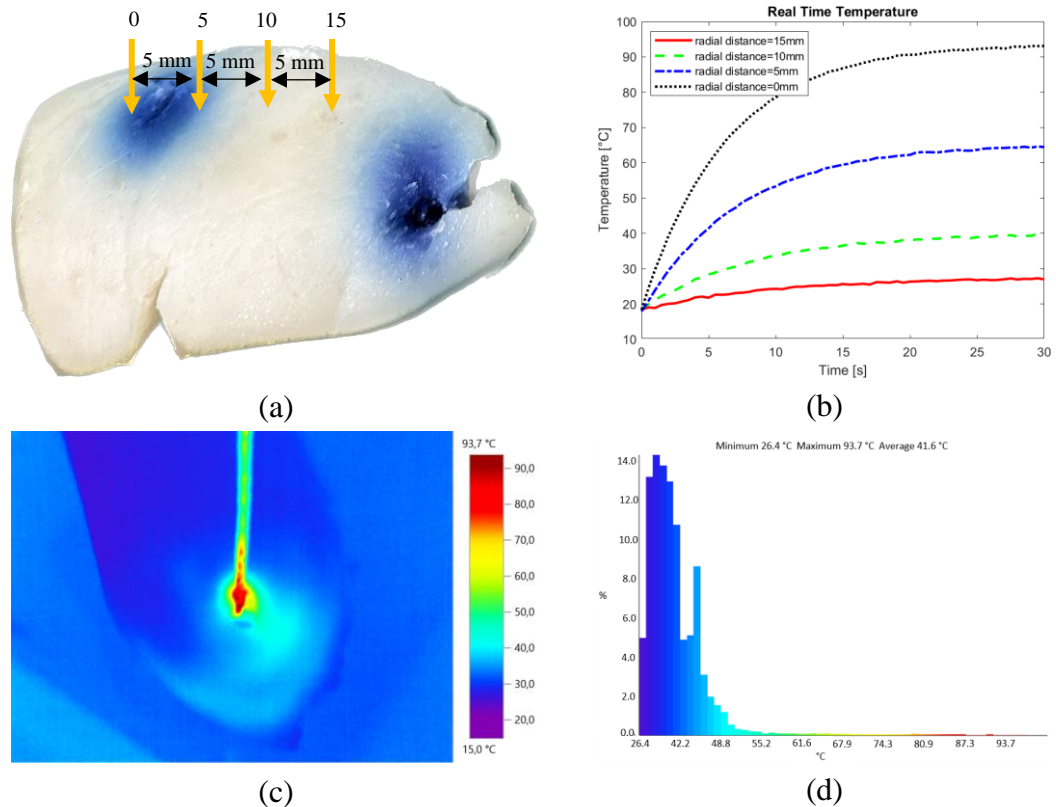 0 5 10 15
5 mm 5 mm 5 mm
(a)
Real Time Temperature
radial distance=15mm
radial distance=10mm
radial distance=5mm
radial distance=0mm
100
90
80
70
60
50
40
30
20
10
Temperature [°C]
0 5 10 15 20 25 30
Time [s]
(b)
93,7 °C
90,0
80,0
70,0
60,0
50,0
40,0
30,0
20,0
15,0 °C
(c)
Minimum 26.4 °C Maximum 93.7 °C Average 41.6 °C
14.0
12.0
10.0
8.0
%
6.0
4.0
2.0
0.0
26.4 42.2 48.8 55.2 61.6 67.9 74.3 80.9 87.3 93.7
°C
(d)